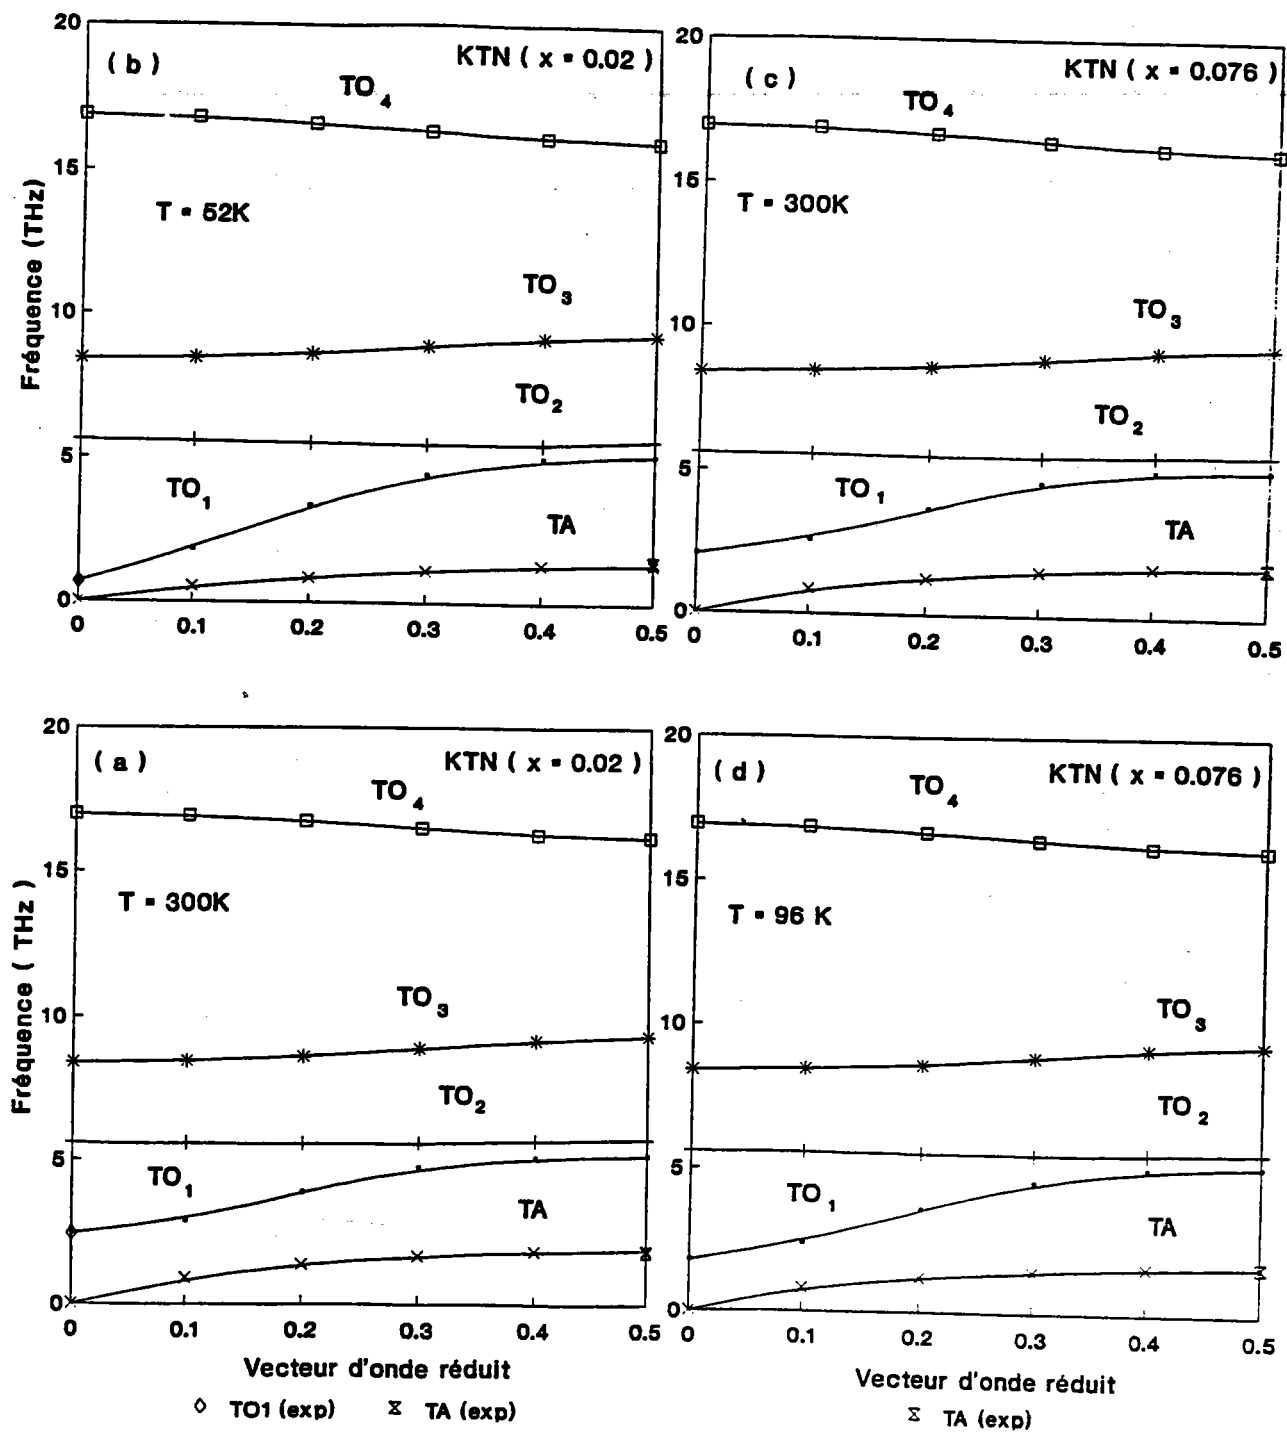 20
(b)
KTN ( x = 0.02 )
TO4
15
T = 52K
Fréquence (THz)
TO3
10
TO2
5
TO1
TA
0
0 0.1 0.2 0.3 0.4 0.5
20
(c)
KTN ( x = 0.076 )
TO4
15
T = 300K
TO3
10
TO2
5
TO1
TA
0
0 0.1 0.2 0.3 0.4 0.5
20
(a)
KTN ( x = 0.02 )
TO4
15
T = 300K
Fréquence ( THz )
TO3
10
TO2
5
TO1
TA
0
0 0.1 0.2 0.3 0.4 0.5
Vecteur d'onde réduit
TO1 (exp) TA (exp)
20
(d)
KTN ( x = 0.076 )
TO4
15
T = 96 K
TO3
10
TO2
5
TO1
TA
0
0 0.1 0.2 0.3 0.4 0.5
Vecteur d'onde réduit
TA (exp)